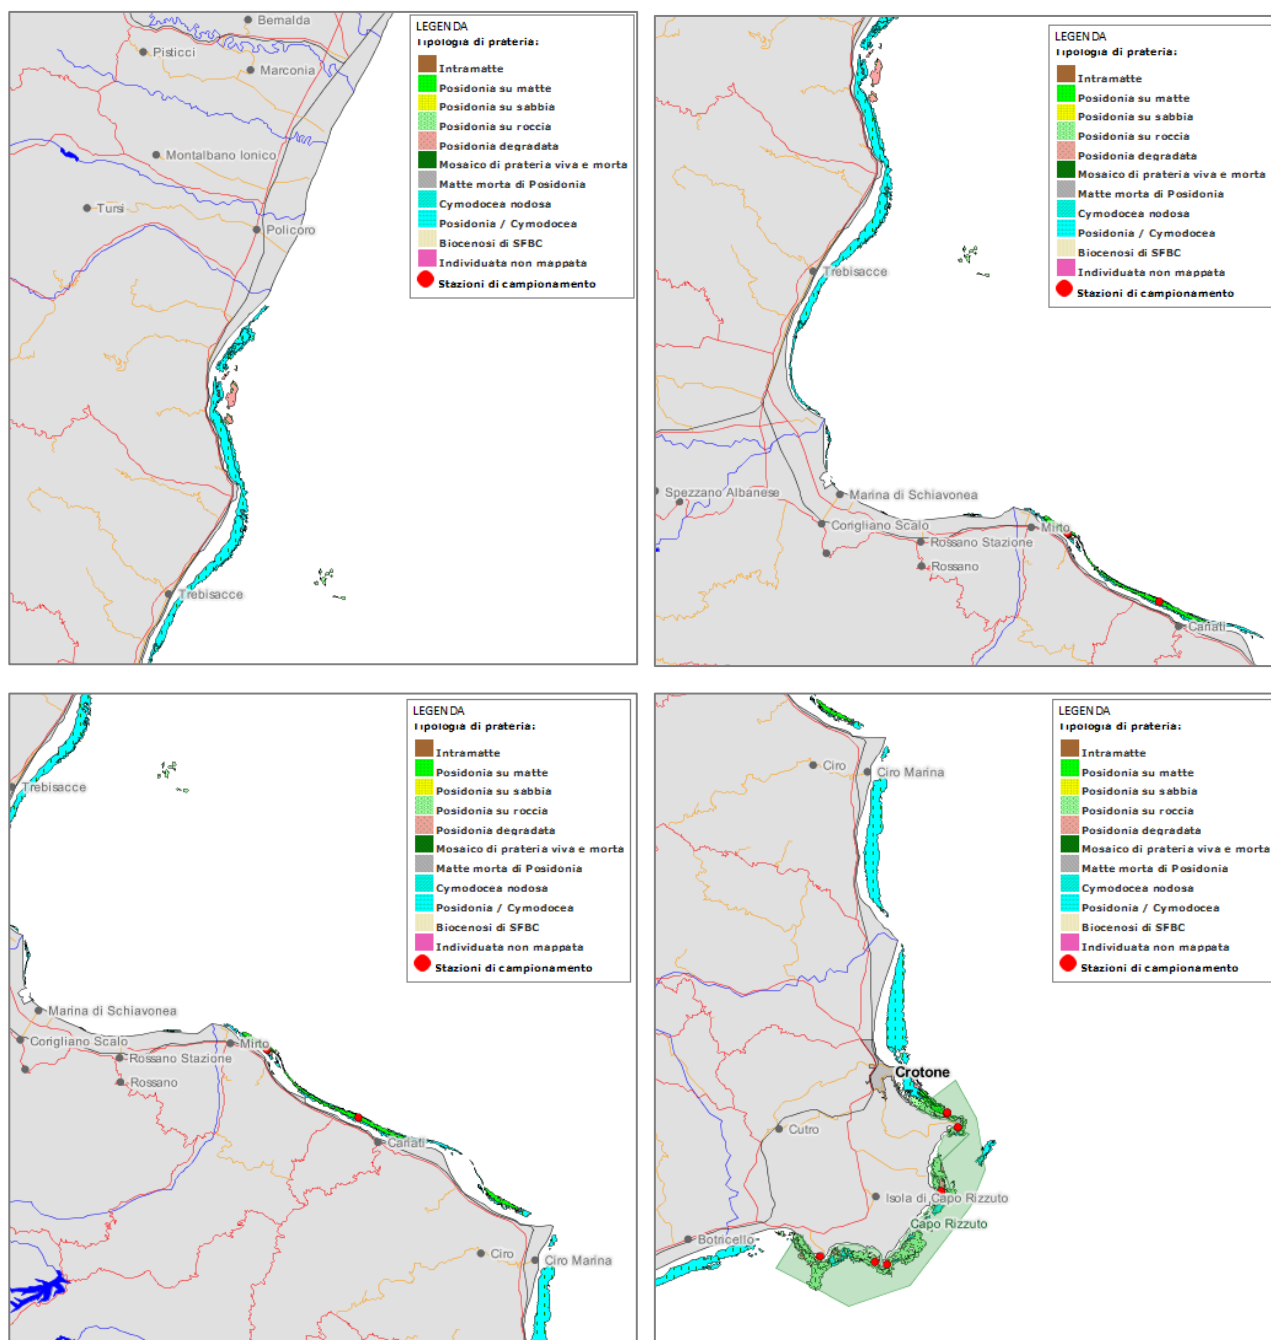 Bernalda
Pisticci
Marconia
Montalbano Ionico
Tursi
Policoro
Trebisacce
LEGENDA
Tipologia di prateria:
Intramatte
Posidonia su matte
Posidonia su sabbia
Posidonia su roccia
Posidonia degradata
Mosaico di prateria viva e morta
Matte morta di Posidonia
Cymodocea nodosa
Posidonia / Cymodocea
Biocenosi di SFBC
Individuata non mappata
Stazioni di campionamento
LEGENDA
Tipologia di prateria:
Intramatte
Posidonia su matte
Posidonia su sabbia
Posidonia su roccia
Posidonia degradata
Mosaico di prateria viva e morta
Matte morta di Posidonia
Cymodocea nodosa
Posidonia / Cymodocea
Biocenosi di SFBC
Individuata non mappata
Stazioni di campionamento
Trebisacce
Spezzano Albanese
Marina di Schiavonea
Corigliano Scalo
Mirto
Rossano Stazione
Rossano
Cariati
LEGENDA
Tipologia di prateria:
Intramatte
Posidonia su matte
Posidonia su sabbia
Posidonia su roccia
Posidonia degradata
Mosaico di prateria viva e morta
Matte morta di Posidonia
Cymodocea nodosa
Posidonia / Cymodocea
Biocenosi di SFBC
Individuata non mappata
Stazioni di campionamento
Trebisacce
Marina di Schiavonea
Corigliano Scalo
Mirto
Rossano Stazione
Rossano
Cariati
Ciro
Ciro Marina
LEGENDA
Tipologia di prateria:
Intramatte
Posidonia su matte
Posidonia su sabbia
Posidonia su roccia
Posidonia degradata
Mosaico di prateria viva e morta
Matte morta di Posidonia
Cymodocea nodosa
Posidonia / Cymodocea
Biocenosi di SFBC
Individuata non mappata
Stazioni di campionamento
Ciro
Ciro Marina
Crotone
Cutro
Isola di Capo Rizzuto
Capo Rizzuto
Botricello